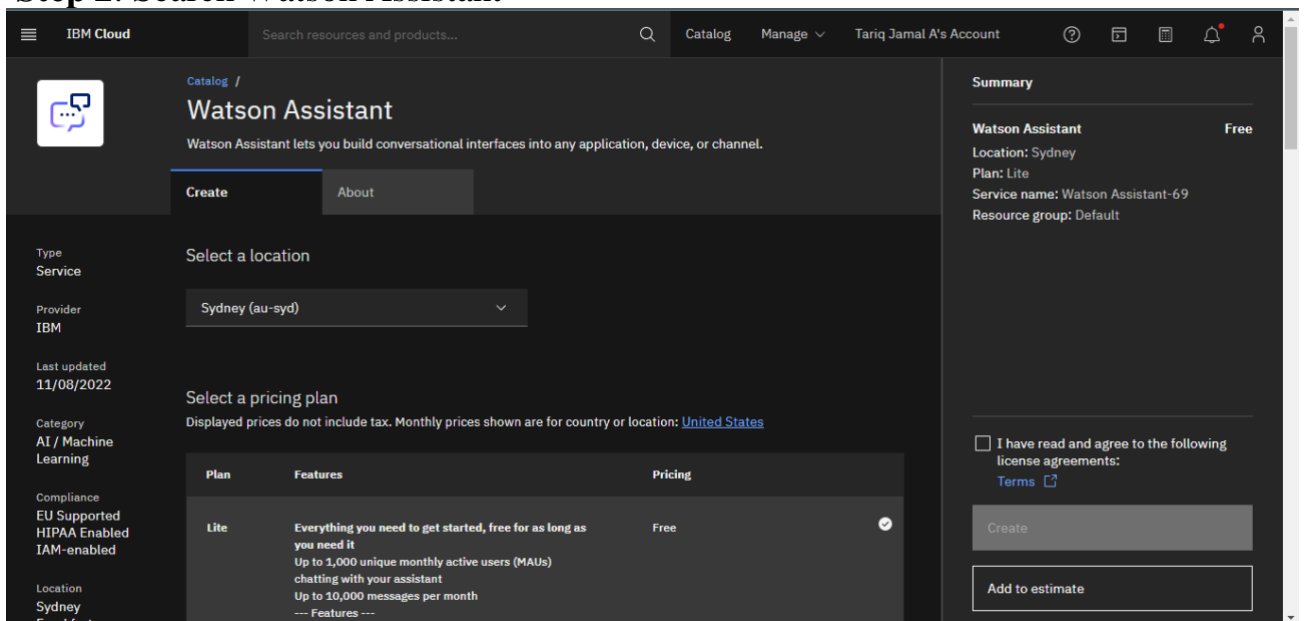 Step 2: Search Watson Assistant
IBM Cloud
Search resources and products...
Catalog
Manage
Tariq Jamal A's Account
Catalog /
Watson Assistant
Watson Assistant lets you build conversational interfaces into any application, device, or channel.
Create
About
Type
Service
Provider
IBM
Last updated
11/08/2022
Category
AI / Machine
Learning
Compliance
EU Supported
HIPAA Enabled
IAM-enabled
Location
Sydney
Select a location
Sydney (au-syd)
Select a pricing plan
Displayed prices do not include tax. Monthly prices shown are for country or location: United States
Plan
Features
Pricing
Lite
Everything you need to get started, free for as long as
you need it
Up to 1,000 unique monthly active users (MAUs)
chatting with your assistant
Up to 10,000 messages per month
--- Features ---
Free
Summary
Watson Assistant
Free
Location: Sydney
Plan: Lite
Service name: Watson Assistant-69
Resource group: Default
I have read and agree to the following
license agreements:
Terms
Create
Add to estimate